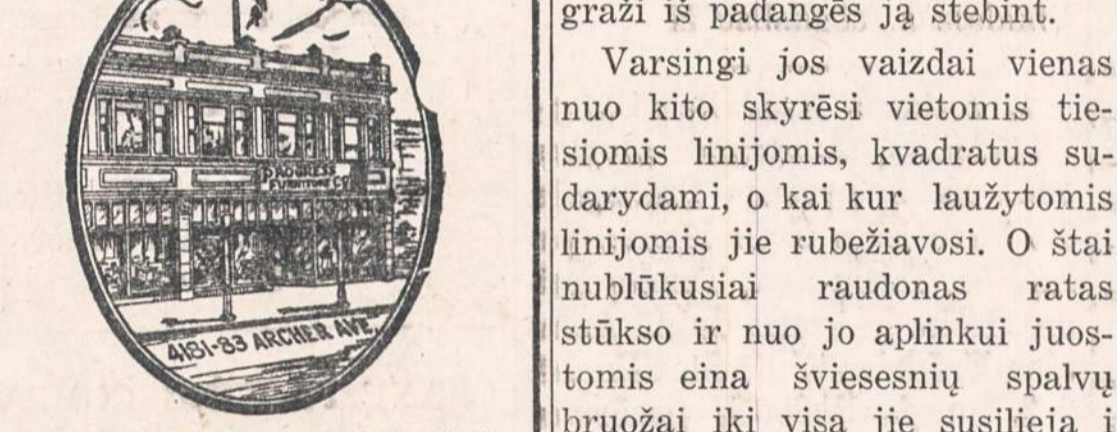 PROGRESS
FURNITURE CO
4181-83 ARCHER AVE.
graži iš padangēs ją stebint.
Varsingi jos vaizdai vienas
nuo kito skyrēsi vietomis tie-
siomis linijomis, kvadratus su-
darydami, o kai kur laužytomis
linijomis jie rubežiavosi. O štai
nublūkusiai raudonas ratas
stūkso ir nuo jo aplinkui juos-
tomis eina šviesesnių spalvų
bruožai iki visa jie susilieja į